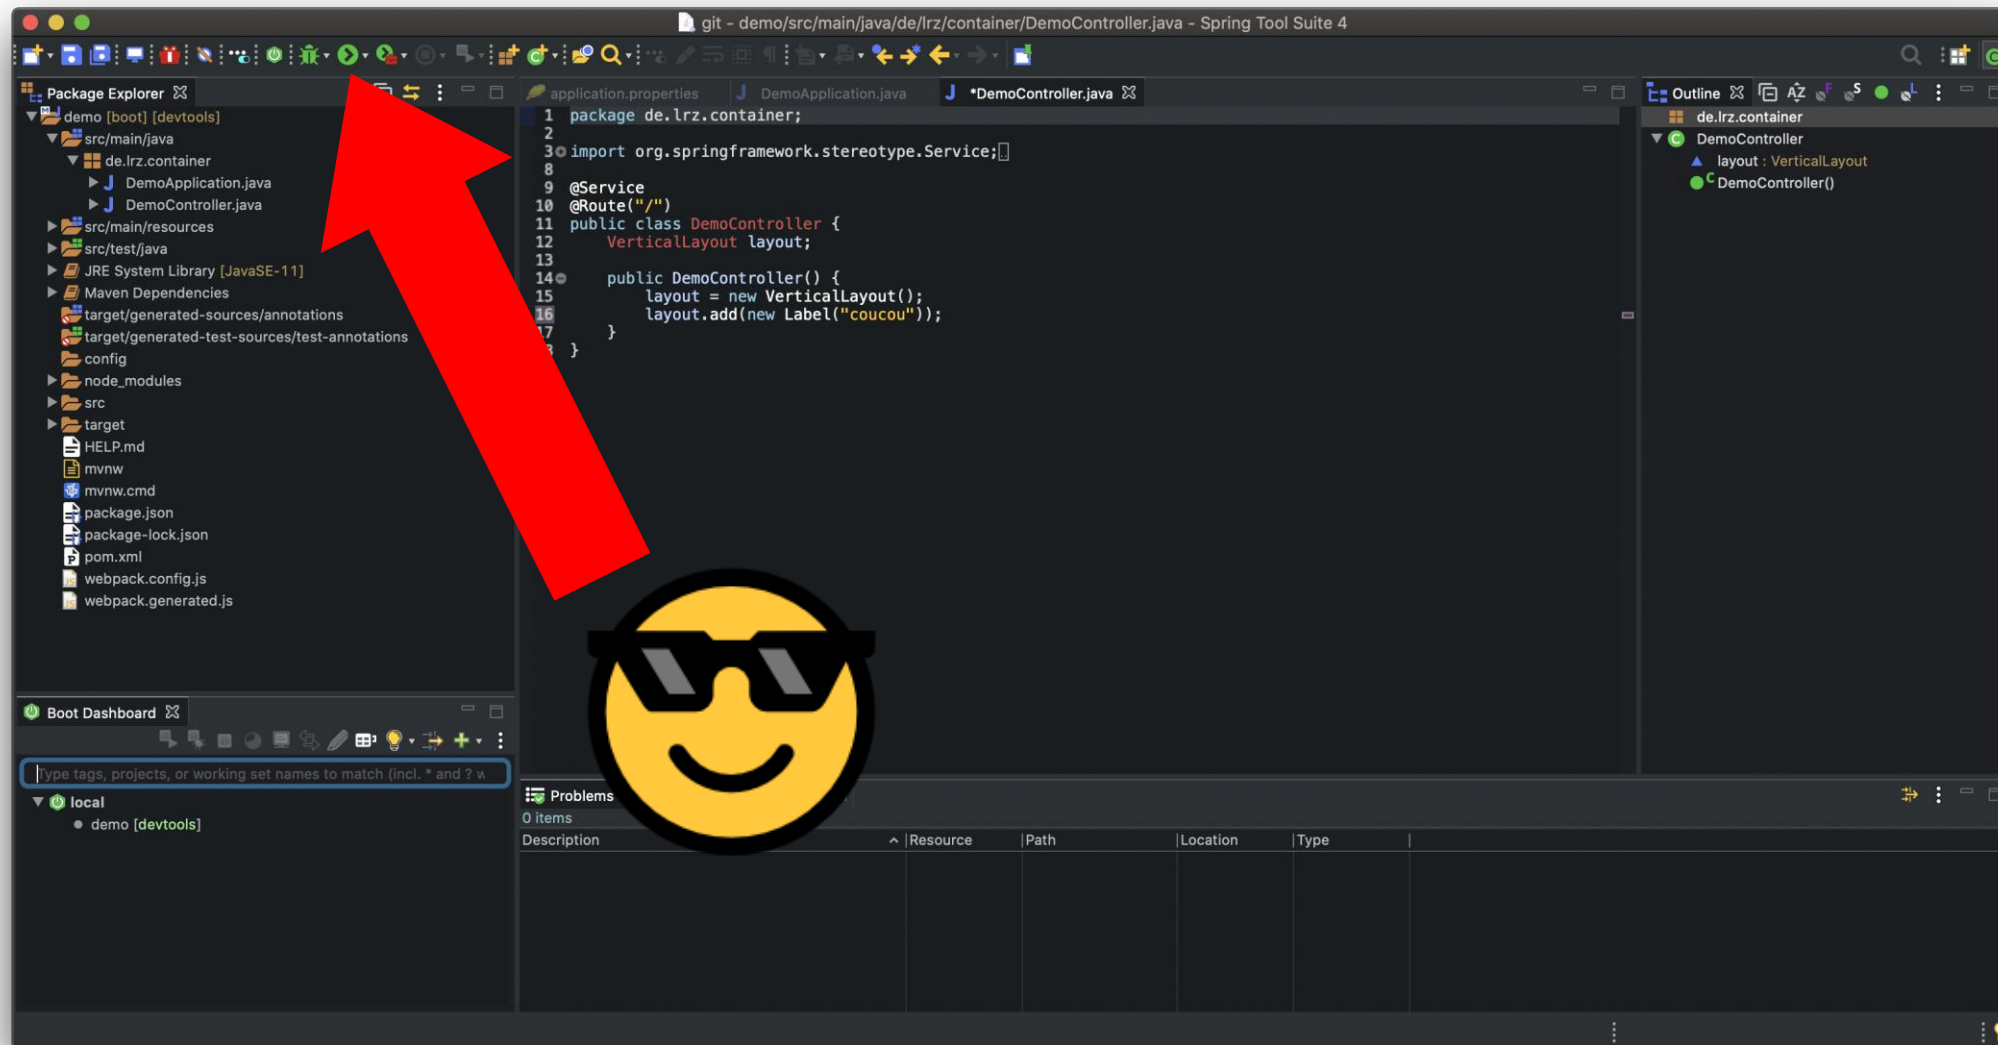 git - demo/src/main/java/de/lrz/container/DemoController.java - Spring Tool Suite 4
Package Explorer
demo [boot] [devtools]
src/main/java
de.lrz.container
DemoApplication.java
DemoController.java
src/main/resources
src/test/java
JRE System Library [JavaSE-11]
Maven Dependencies
target/generated-sources/annotations
target/generated-test-sources/test-annotations
config
node_modules
src
target
HELP.md
mvnw
mvnw.cmd
package.json
package-lock.json
pom.xml
webpack.config.js
webpack.generated.js
application.properties
DemoApplication.java
*DemoController.java
1 package de.lrz.container;
2
3 import org.springframework.stereotype.Service;
8
9 @Service
10 @Route("/")
11 public class DemoController {
12 VerticalLayout layout;
13
14 public DemoController() {
15 layout = new VerticalLayout();
16 layout.add(new Label("coucou"));
17 }
}
Outline
de.lrz.container
DemoController
layout : VerticalLayout
DemoController()
Boot Dashboard
Type tags, projects, or working set names to match (incl. * and ? w
local
demo [devtools]
Problems
0 items
Description Resource Path Location Type